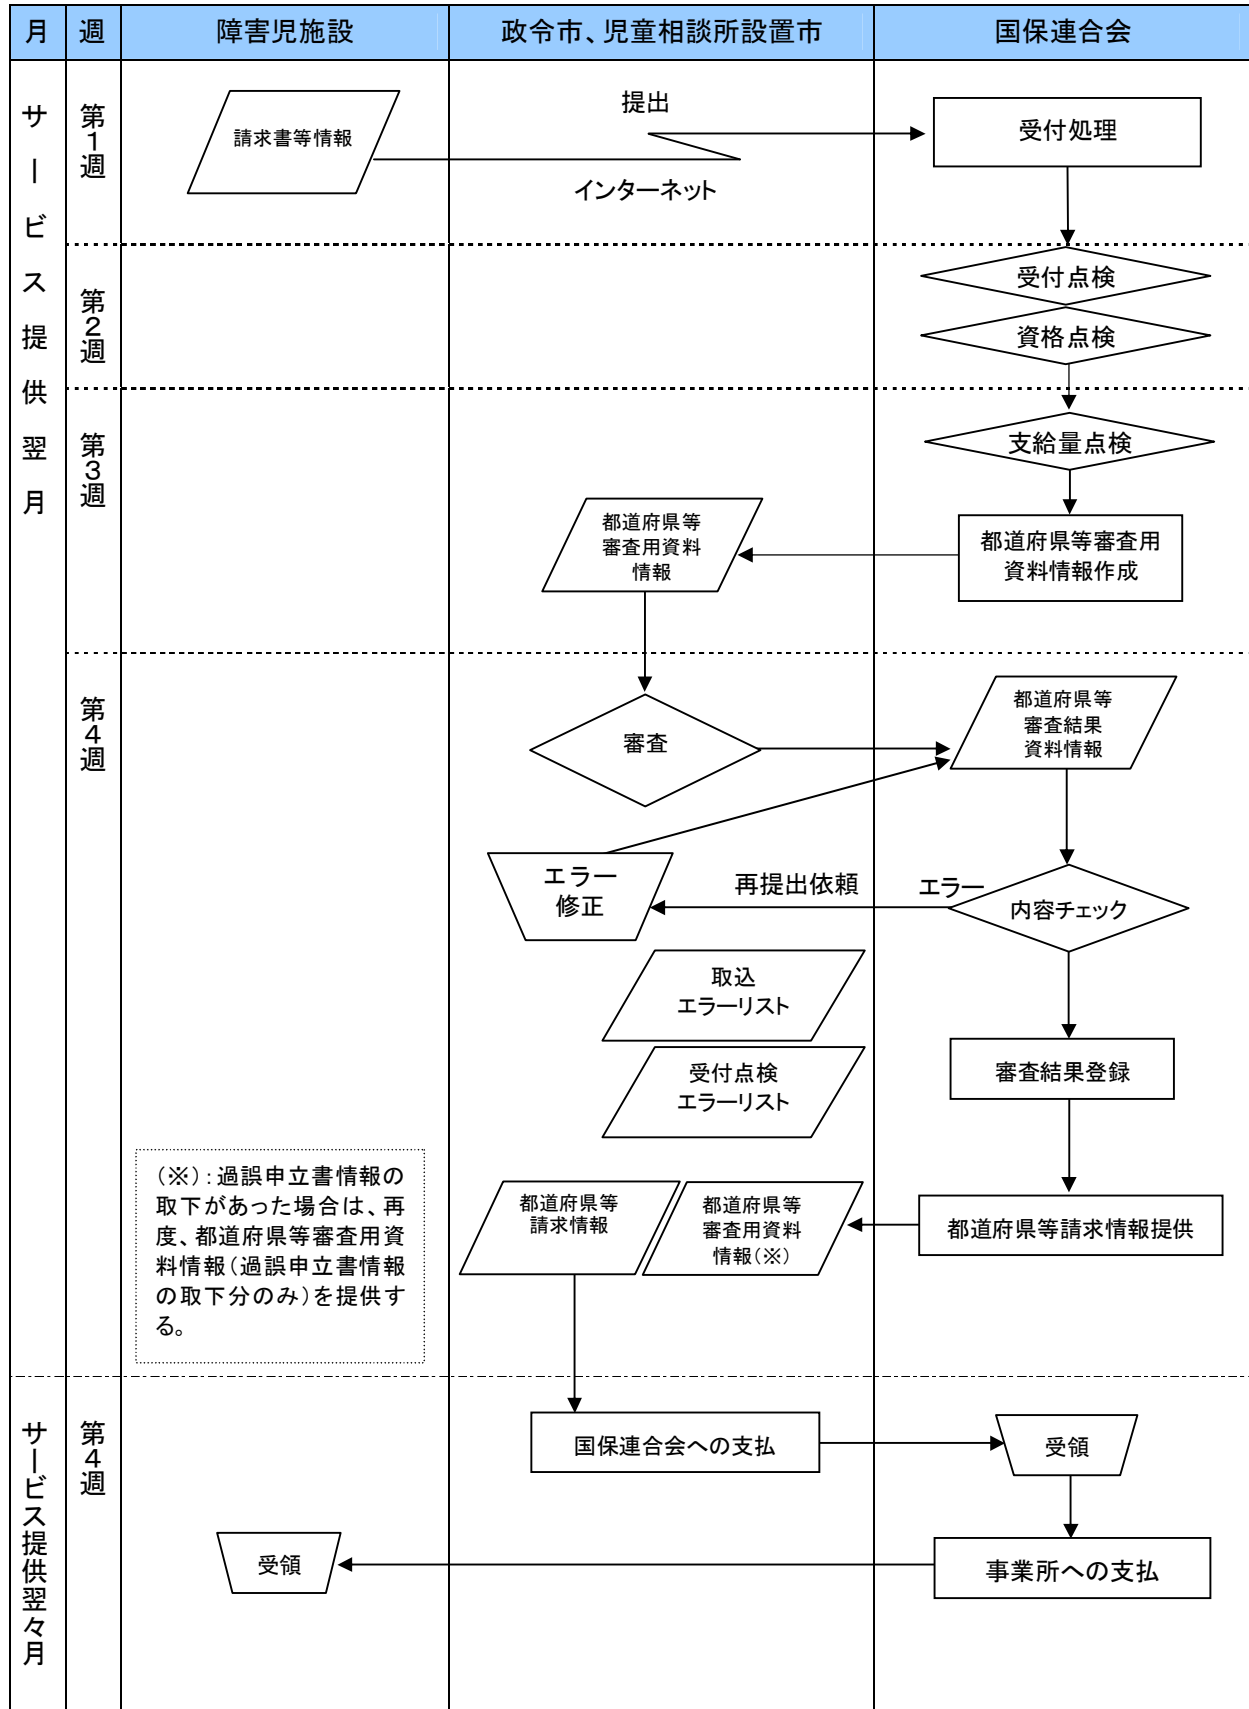 月 週 障害児施設 政令市、児童相談所設置市 国保連合会
サービス提供翌月
第1週
請求書等情報
提出
インターネット
受付処理
第2週
受付点検
資格点検
第3週
支給量点検
都道府県等審査用
資料情報作成
都道府県等
審査用資料
情報
第4週
審査
都道府県等
審査結果
資料情報
エラー
修正
再提出依頼
エラー
内容チェック
取込
エラーリスト
受付点検
エラーリスト
審査結果登録
(※):過誤申立書情報の
取下があった場合は、再
度、都道府県等審査用資
料情報(過誤申立書情報
の取下分のみ)を提供す
る。
都道府県等
請求情報
都道府県等
審査用資料
情報(※)
都道府県等請求情報提供
サービス提供翌々月
第4週
国保連合会への支払
受領
受領
事業所への支払